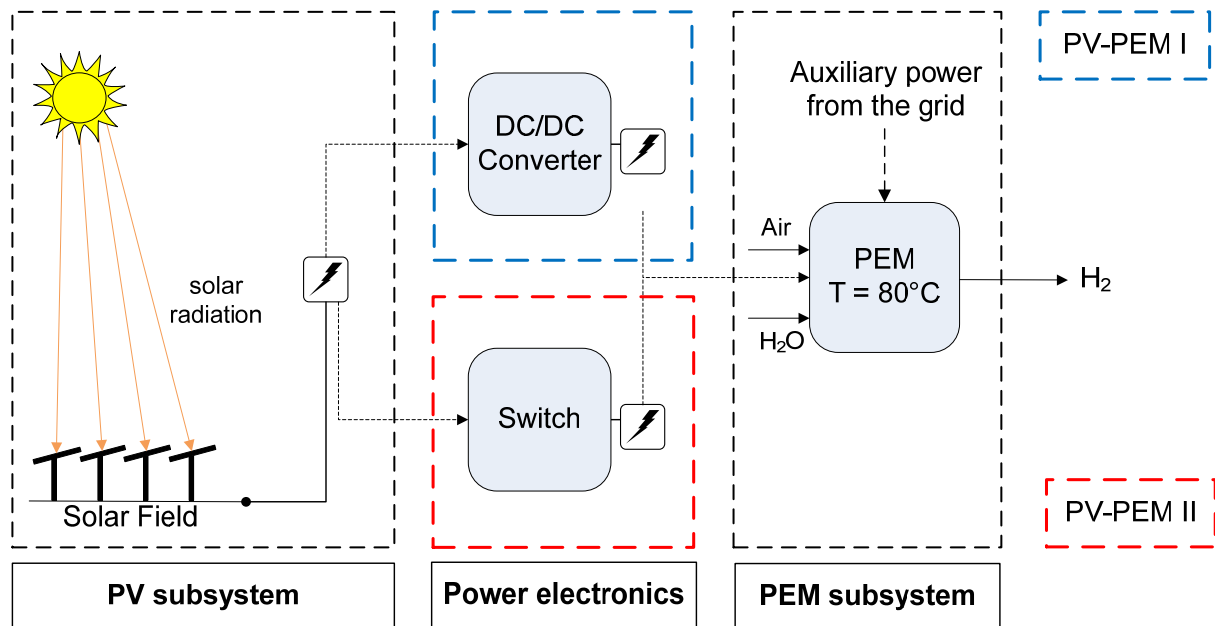 solar
radiation
Solar Field
PV subsystem
DC/DC
Converter
Switch
Power electronics
Auxiliary power
from the grid
Air
H₂O
PEM
T = 80°C
H₂
PEM subsystem
PV-PEM I
PV-PEM II